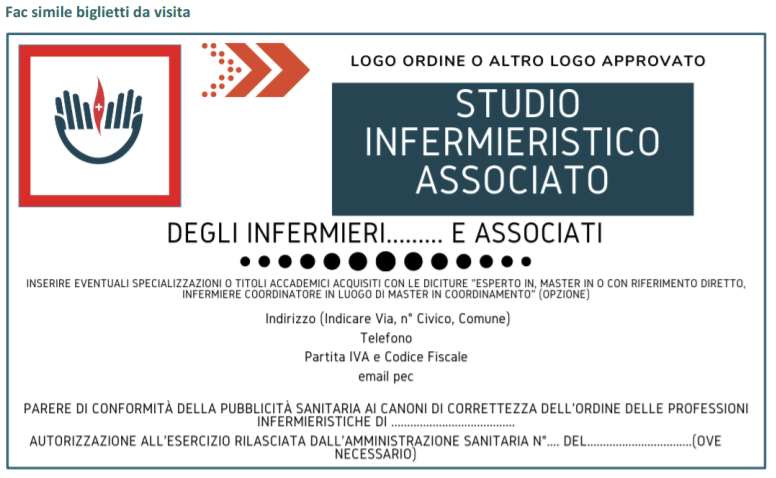 Fac simile biglietti da visita
LOGO ORDINE O ALTRO LOGO APPROVATO
STUDIO
INFERMIERISTICO
ASSOCIATO
DEGLI INFERMIERI......... E ASSOCIATI
INSERIRE EVENTUALI SPECIALIZZAZIONI O TITOLI ACCADEMICI ACQUISITI CON LE DICITURE "ESPERTO IN, MASTER IN O CON RIFERIMENTO DIRETTO,
INFERMIERE COORDINATORE IN LUOGO DI MASTER IN COORDINAMENTO" (OPZIONE)
Indirizzo (Indicare Via, n° Civico, Comune)
Telefono
Partita IVA e Codice Fiscale
email pec
PARERE DI CONFORMITÀ DELLA PUBBLICITÀ SANITARIA AI CANONI DI CORRETTEZZA DELL'ORDINE DELLE PROFESSIONI
INFERMIERISTICHE DI .......................................
AUTORIZZAZIONE ALL'ESERCIZIO RILASCIATA DALL'AMMINISTRAZIONE SANITARIA N°.... DEL..................................(OVE
NECESSARIO)